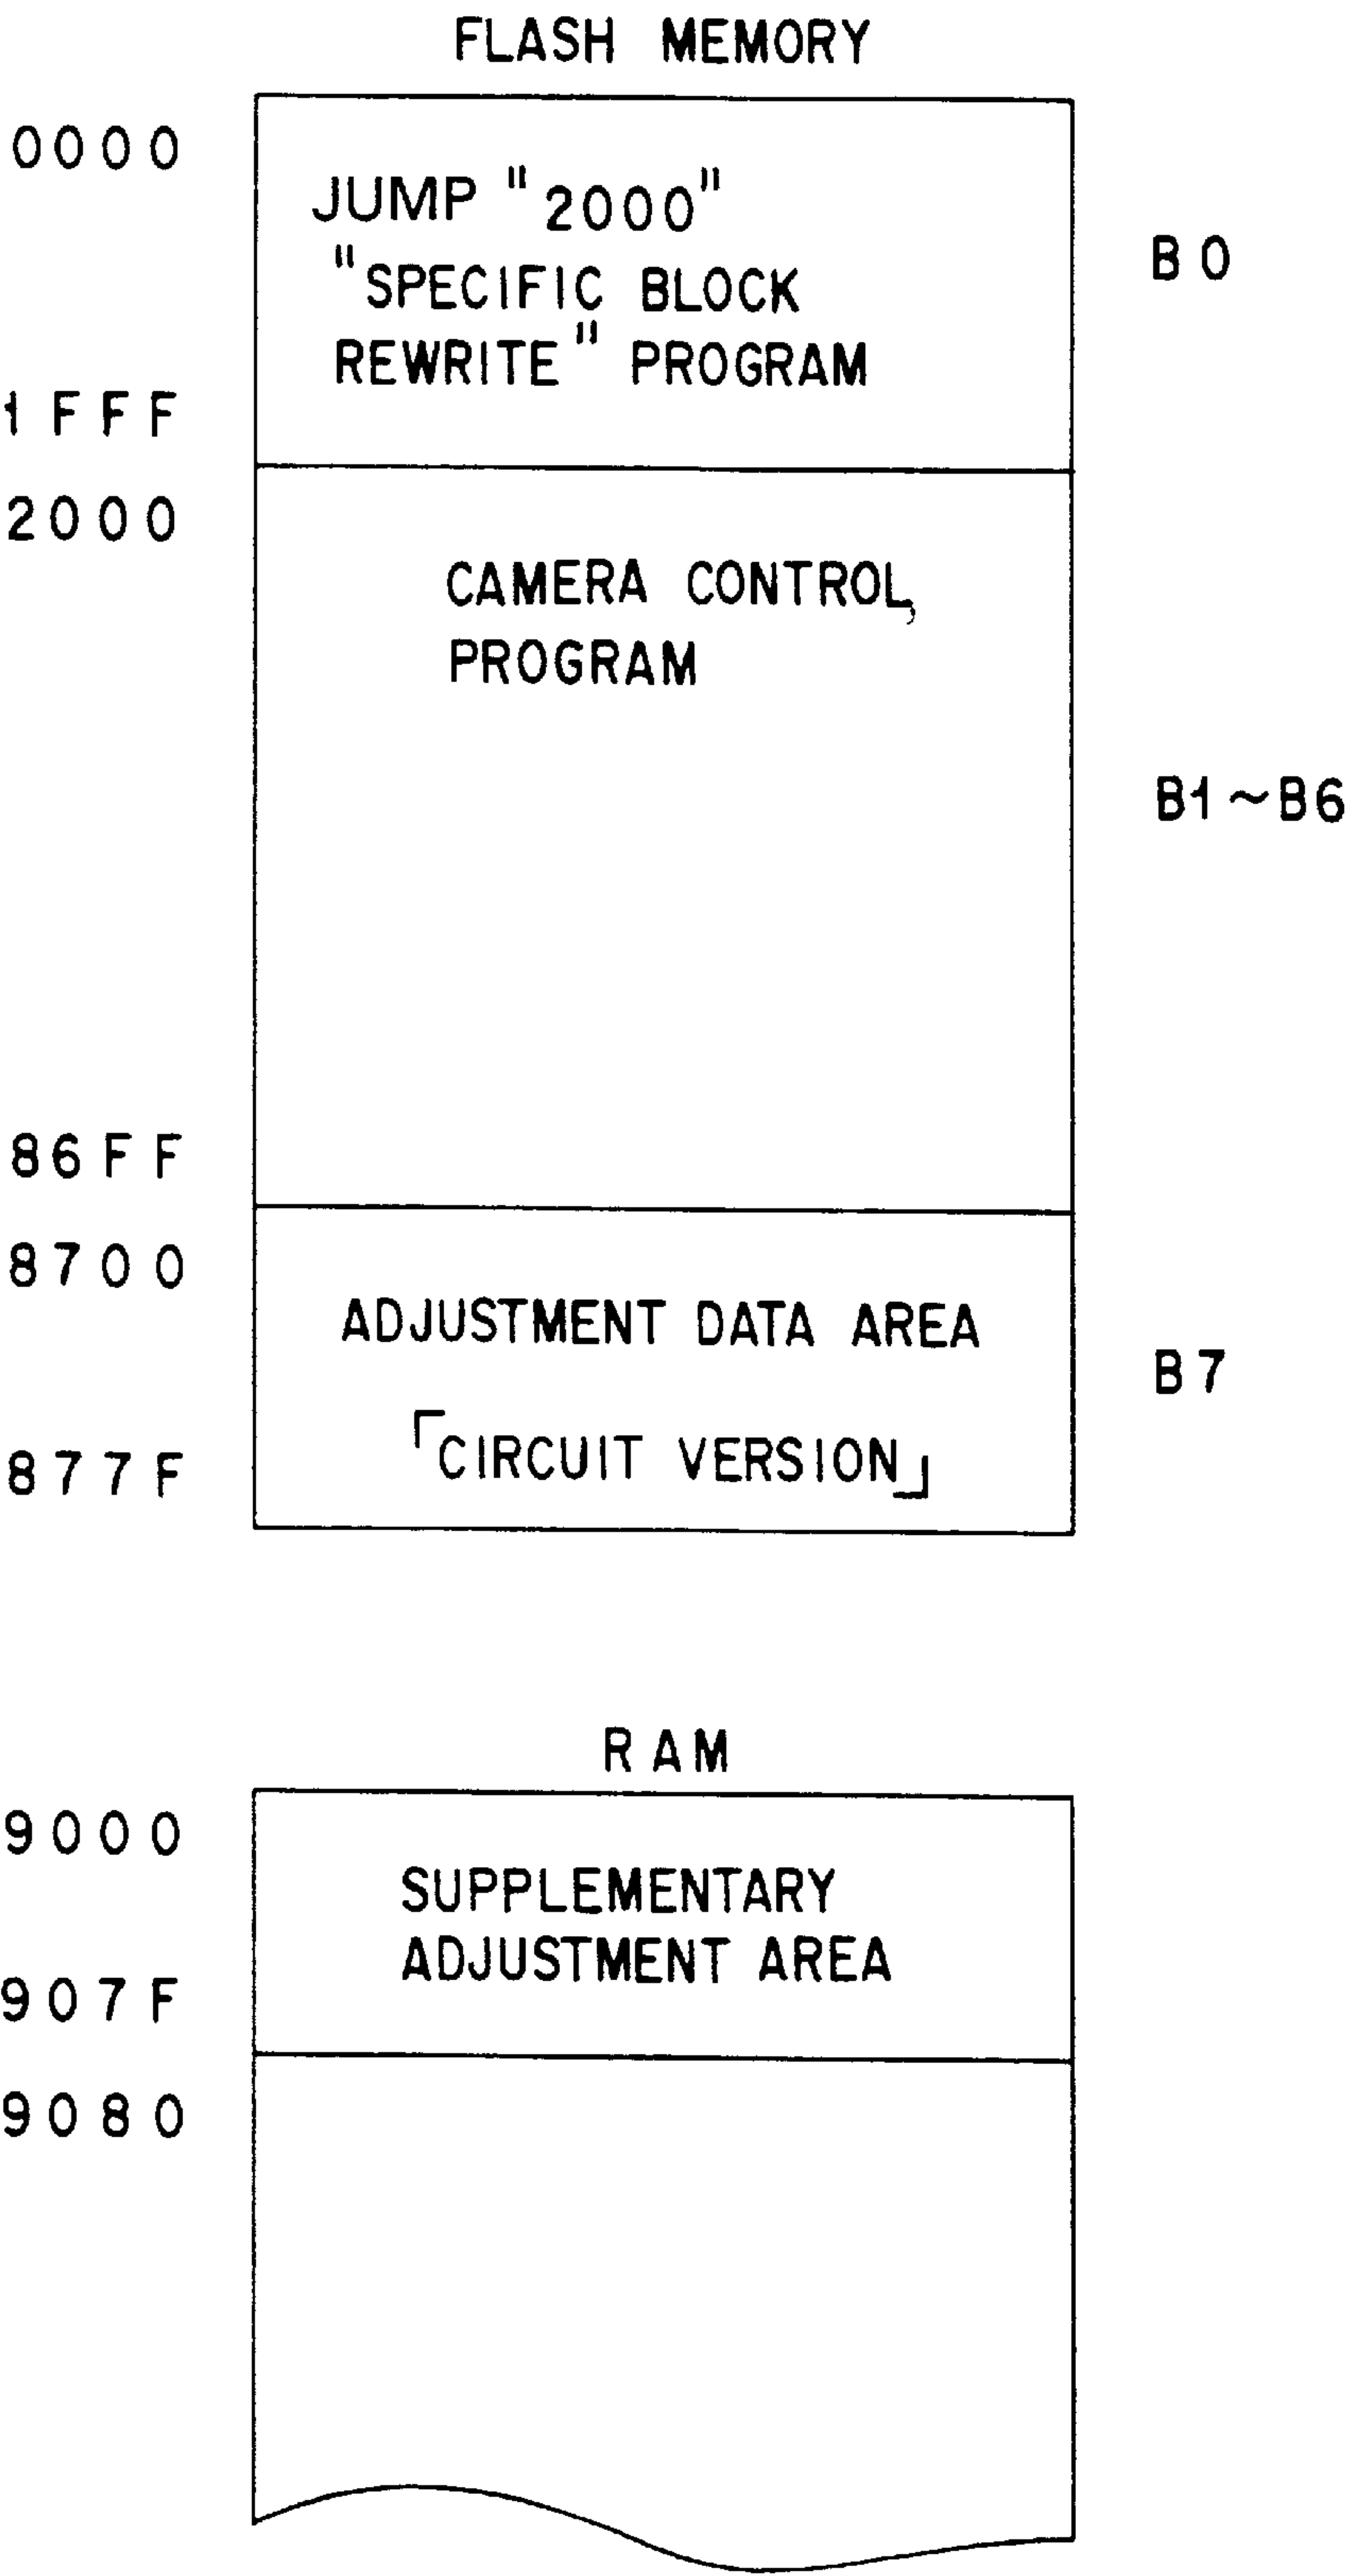 FLASH MEMORY
0000
JUMP "2000"
B0
"SPECIFIC BLOCK
REWRITE" PROGRAM
1FFF
2000
CAMERA CONTROL,
PROGRAM
B1~B6
86FF
8700
ADJUSTMENT DATA AREA
B7
「CIRCUIT VERSION」
877F
RAM
9000
SUPPLEMENTARY
ADJUSTMENT AREA
907F
9080